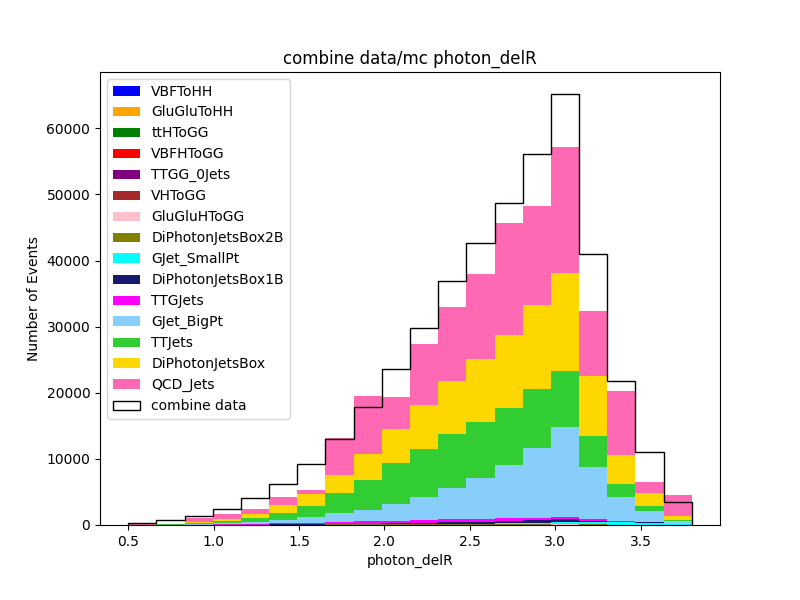 combine data/mc photon_delR
VBFToHH
GluGluToHH
ttHToGG
VBFHToGG
TTGG_0Jets
VHToGG
GluGluHToGG
DiPhotonJetsBox2B
GJet_SmallPt
DiPhotonJetsBox1B
TTGJets
GJet_BigPt
TTJets
DiPhotonJetsBox
QCD_Jets
combine data
Number of Events
60000
50000
40000
30000
20000
10000
0
0.5 1.0 1.5 2.0 2.5 3.0 3.5
photon_delR